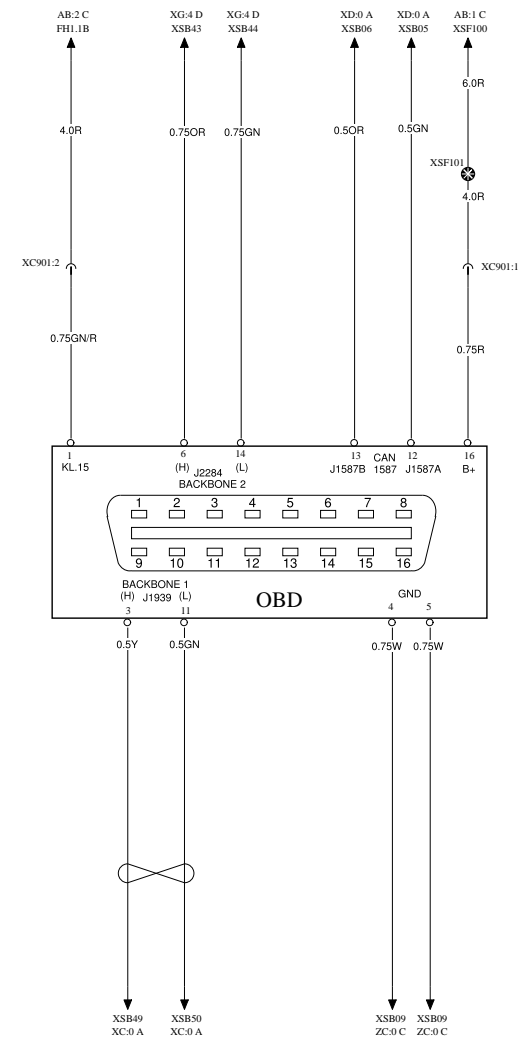 AB:2 C XG:4 D XG:4 D XD:0 A XD:0 A AB:1 C
FH1.1B XSB43 XSB44 XSB06 XSB05 XSF100
6.0R
4.0R 0.75OR 0.75GN 0.5OR 0.5GN
XSF101
4.0R
XC901:2 XC901:1
0.75GN/R 0.75R
1 6 14 13 CAN 12 16
KL.15 (H) J2284 (L) J1587B 1587 J1587A B+
BACKBONE 2
1 2 3 4 5 6 7 8
9 10 11 12 13 14 15 16
BACKBONE 1
(H) J1939 (L) OBD GND
3 11 4 5
0.5Y 0.5GN 0.75W 0.75W
XSB49 XSB50 XSB09 XSB09
XC:0 A XC:0 A ZC:0 C ZC:0 C